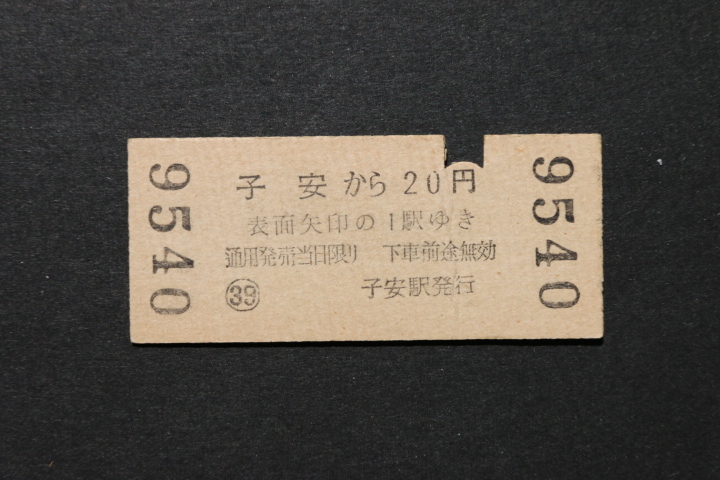 9540
子安から20円
表面矢印の1駅ゆき
通用発売当日限り 下車前途無効
㊴ 子安駅発行
9540